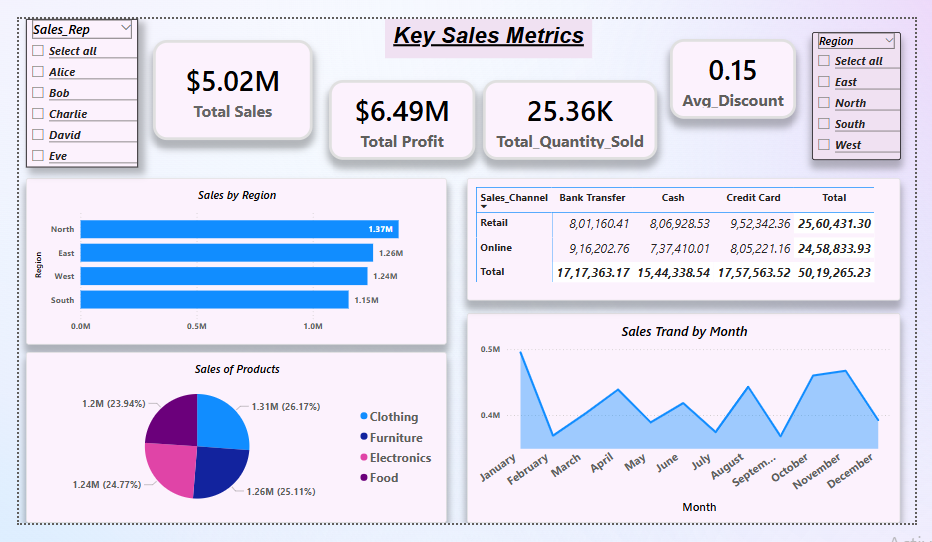 Sales_Rep
Select all
Alice
Bob
Charlie
David
Eve
Key Sales Metrics
$5.02M
Total Sales
$6.49M
Total Profit
25.36K
Total_Quantity_Sold
0.15
Avg_Discount
Region
Select all
East
North
South
West
Sales by Region
Region
North 1.37M
East 1.26M
West 1.24M
South 1.15M
0.0M 0.5M 1.0M
Sales_Channel Bank Transfer Cash Credit Card Total
Retail 8,01,160.41 8,06,928.53 9,52,342.36 25,60,431.30
Online 9,16,202.76 7,37,410.01 8,05,221.16 24,58,833.93
Total 17,17,363.17 15,44,338.54 17,57,563.52 50,19,265.23
Sales of Products
1.2M (23.94%)
1.31M (26.17%)
1.24M (24.77%)
1.26M (25.11%)
Clothing
Furniture
Electronics
Food
Sales Trand by Month
0.5M
0.4M
January February March April May June July August Septem... October November December
Month